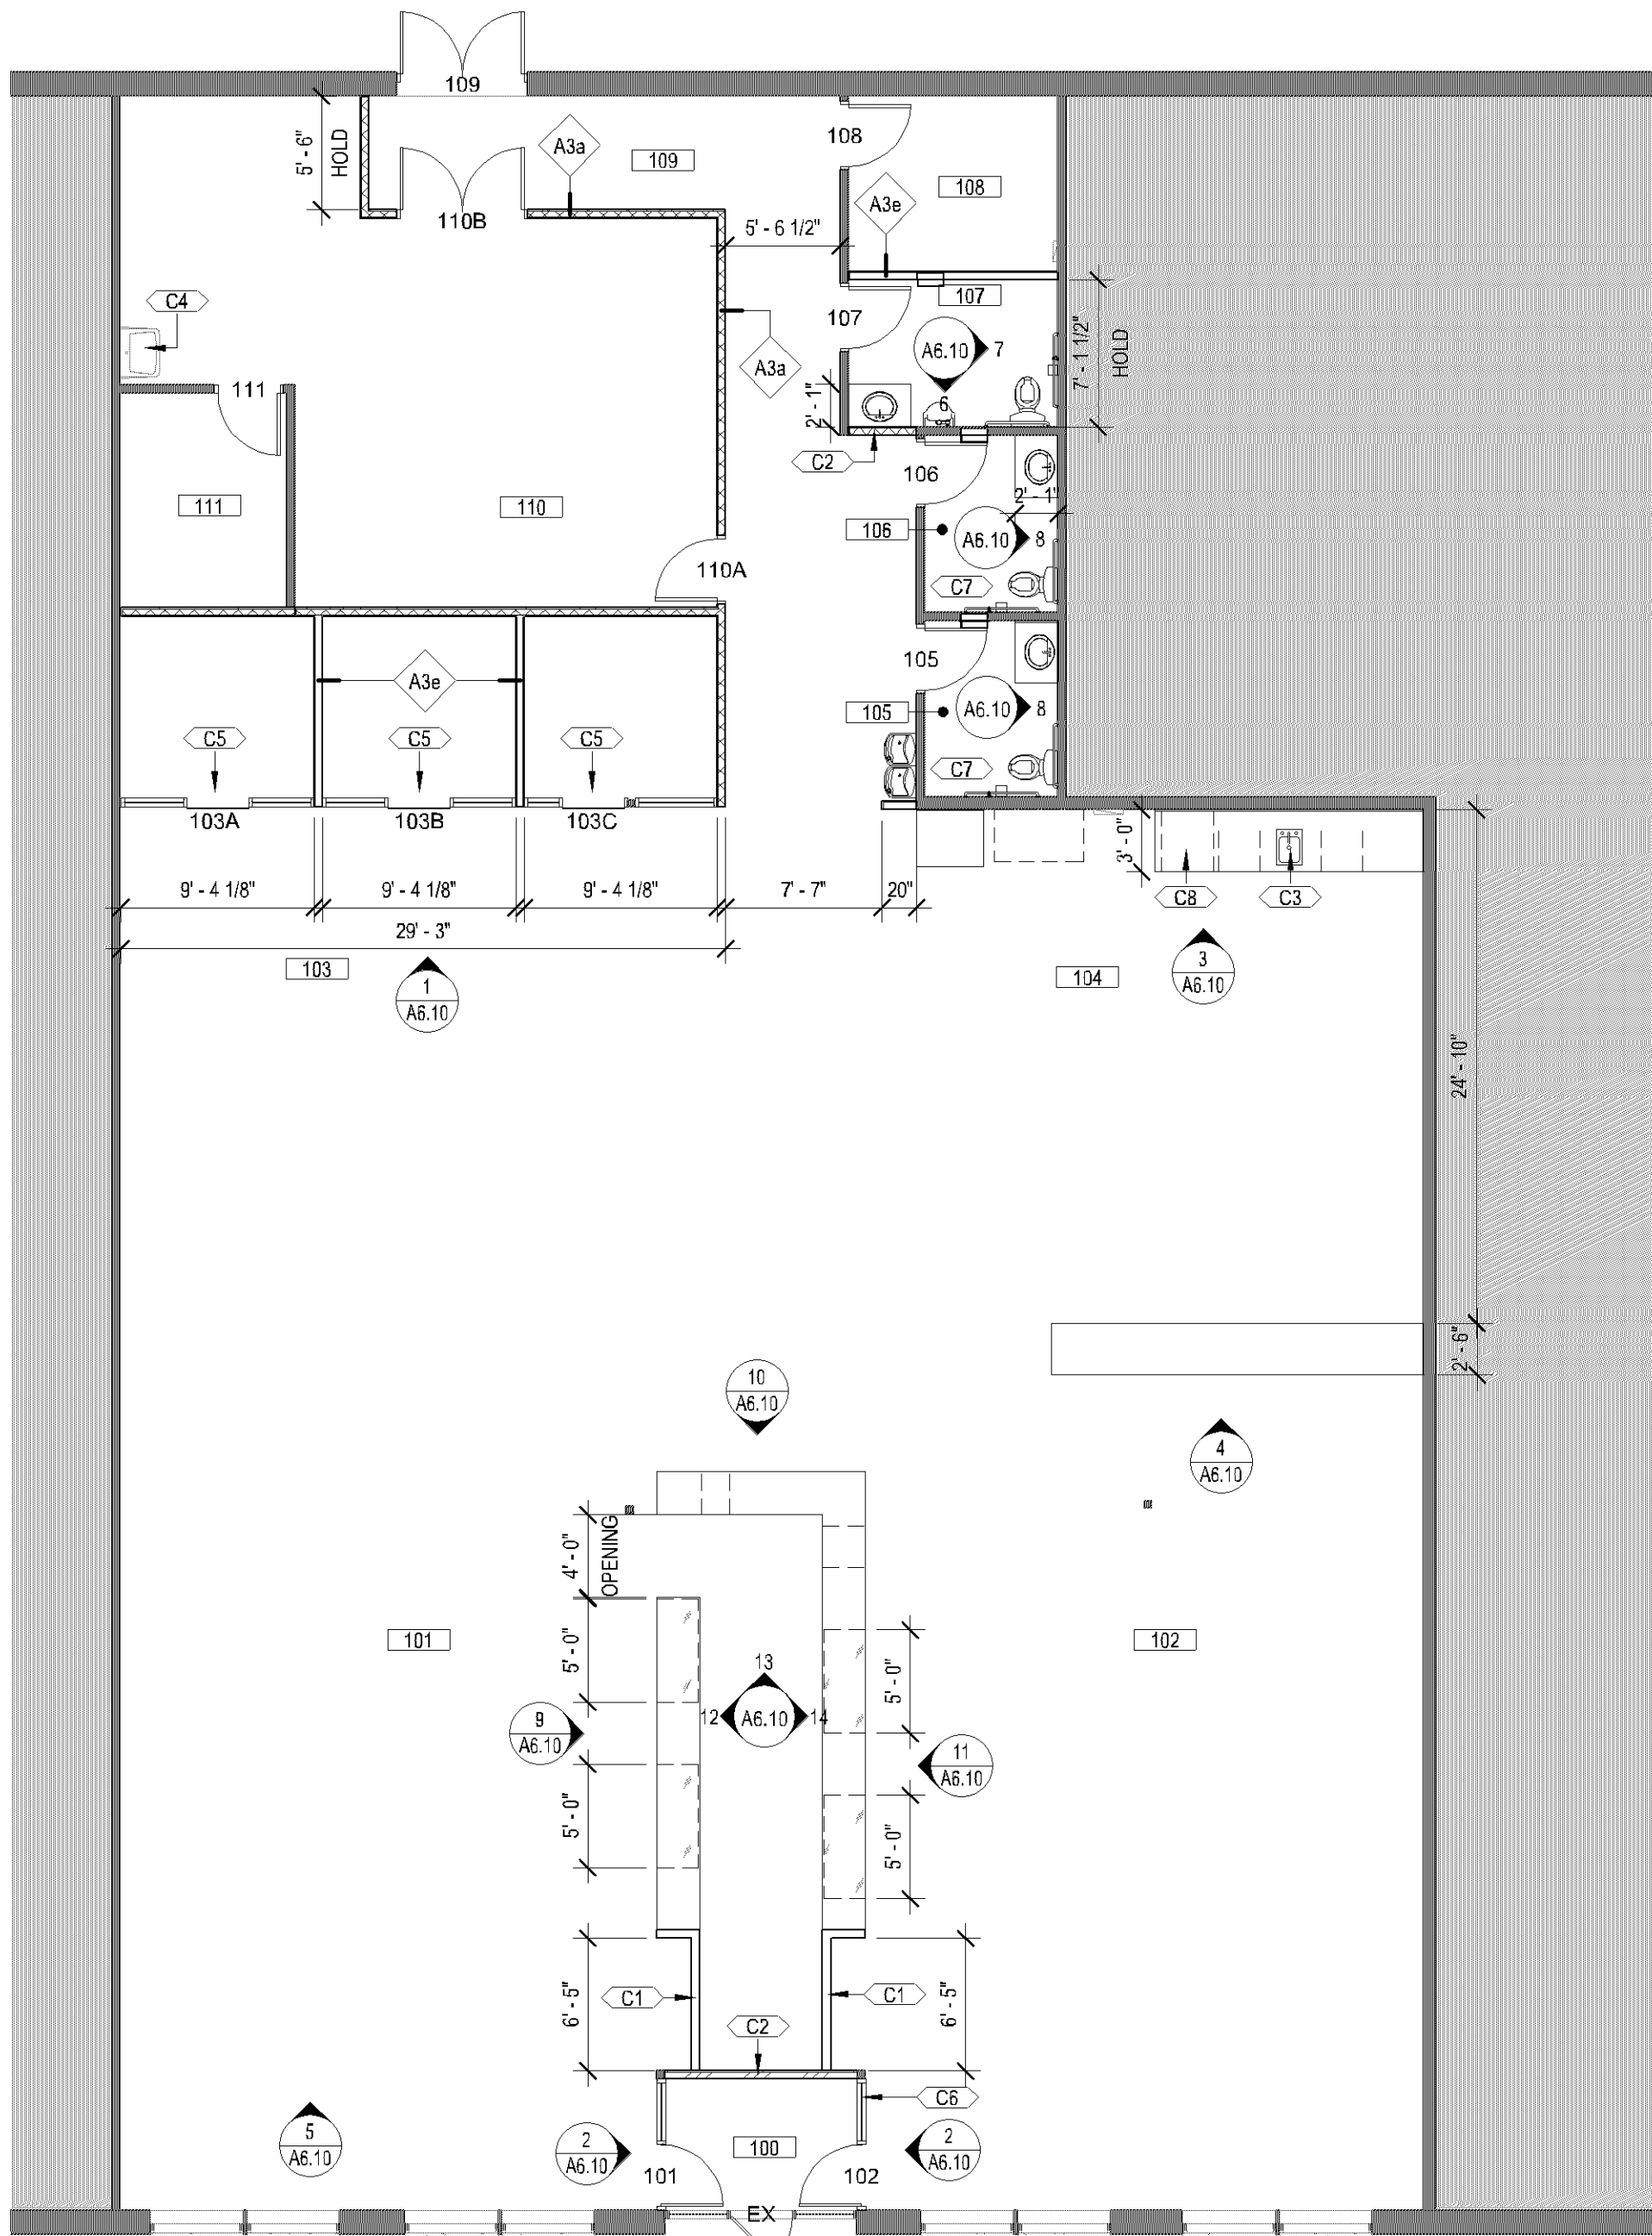 109
5' - 6"
HOLD
A3a
109
108
108
110B
A3e
5' - 6 1/2"
C4
107
107
A3a
A6.10
7
6
7' - 1 1/2"
HOLD
2' - 1"
111
C2
106
2' - 1"
111
110
106
A6.10
8
110A
C7
A3e
105
105
A6.10
8
C5
C5
C5
C7
103A
103B
103C
3' - 0"
9' - 4 1/8"
9' - 4 1/8"
9' - 4 1/8"
7' - 7"
20"
C8
C3
29' - 3"
103
1
A6.10
104
3
A6.10
24' - 10"
2' - 6"
10
A6.10
4
A6.10
4' - 0"
OPENING
101
5' - 0"
102
5' - 0"
13
12
A6.10
14
9
A6.10
11
A6.10
5' - 0"
5' - 0"
6' - 5"
C1
C1
6' - 5"
C2
C6
5
A6.10
2
A6.10
100
2
A6.10
101
102
EX